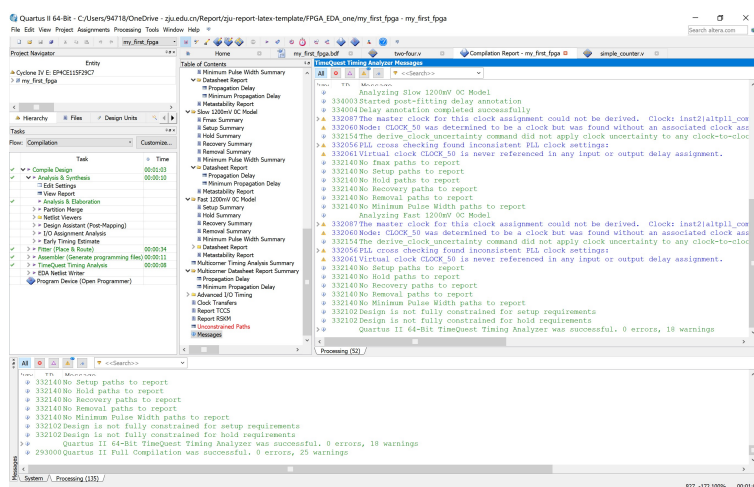 Quartus II 64-Bit - C:/Users/94718/OneDrive - zju.edu.cn/Report/zju-report-latex-template/FPGA_EDA_one/my_first_fpga - my_first_fpga
File Edit View Project Assignments Processing Tools Window Help
Search altera.com
my_first_fpga
Project Navigator
Entity
Cyclone IV E: EP4CE115F29C7
my_first_fpga
Hierarchy Files Design Units
Tasks
Flow: Compilation Customize...
Task Time
Compile Design 00:01:03
Analysis & Synthesis 00:00:10
Edit Settings
View Report
Analysis & Elaboration
Partition Merge
Netlist Viewers
Design Assistant (Post-Mapping)
I/O Assignment Analysis
Early Timing Estimate
Fitter (Place & Route) 00:00:34
Assembler (Generate programming files) 00:00:11
TimeQuest Timing Analysis 00:00:08
EDA Netlist Writer
Program Device (Open Programmer)
Home my_first_fpga.bdf two-four.v Compilation Report - my_first_fpga simple_counter.v
Table of Contents
Minimum Pulse Width Summary
Datasheet Report
Propagation Delay
Minimum Propagation Delay
Metastability Report
Slow 1200mV 0C Model
Fmax Summary
Setup Summary
Hold Summary
Recovery Summary
Removal Summary
Minimum Pulse Width Summary
Datasheet Report
Propagation Delay
Minimum Propagation Delay
Metastability Report
Fast 1200mV 0C Model
Setup Summary
Hold Summary
Recovery Summary
Removal Summary
Minimum Pulse Width Summary
Datasheet Report
Metastability Report
Multicorner Timing Analysis Summary
Multicorner Datasheet Report Summary
Propagation Delay
Minimum Propagation Delay
Advanced I/O Timing
Clock Transfers
Report TCCS
Report RSKM
Unconstrained Paths
Messages
TimeQuest Timing Analyzer Messages
All <<Search>>
Type ID Message
Analyzing Slow 1200mV 0C Model
334003 Started post-fitting delay annotation
334004 Delay annotation completed successfully
332087 The master clock for this clock assignment could not be derived. Clock: inst2|altpll_com
332060 Node: CLOCK_50 was determined to be a clock but was found without an associated clock ass
332154 The derive_clock_uncertainty command did not apply clock uncertainty to any clock-to-cloc
332056 PLL cross checking found inconsistent PLL clock settings:
332061 Virtual clock CLOCK_50 is never referenced in any input or output delay assignment.
332140 No fmax paths to report
332140 No Setup paths to report
332140 No Hold paths to report
332140 No Recovery paths to report
332140 No Removal paths to report
332140 No Minimum Pulse Width paths to report
Analyzing Fast 1200mV 0C Model
332087 The master clock for this clock assignment could not be derived. Clock: inst2|altpll_com
332060 Node: CLOCK_50 was determined to be a clock but was found without an associated clock ass
332154 The derive_clock_uncertainty command did not apply clock uncertainty to any clock-to-cloc
332056 PLL cross checking found inconsistent PLL clock settings:
332061 Virtual clock CLOCK_50 is never referenced in any input or output delay assignment.
332140 No Setup paths to report
332140 No Hold paths to report
332140 No Recovery paths to report
332140 No Removal paths to report
332140 No Minimum Pulse Width paths to report
332102 Design is not fully constrained for setup requirements
332102 Design is not fully constrained for hold requirements
Quartus II 64-Bit TimeQuest Timing Analyzer was successful. 0 errors, 18 warnings
Processing (52)
All <<Search>>
Type ID Message
332140 No Setup paths to report
332140 No Hold paths to report
332140 No Recovery paths to report
332140 No Removal paths to report
332140 No Minimum Pulse Width paths to report
332102 Design is not fully constrained for setup requirements
332102 Design is not fully constrained for hold requirements
Quartus II 64-Bit TimeQuest Timing Analyzer was successful. 0 errors, 18 warnings
293000 Quartus II Full Compilation was successful. 0 errors, 25 warnings
Messages
System Processing (135)